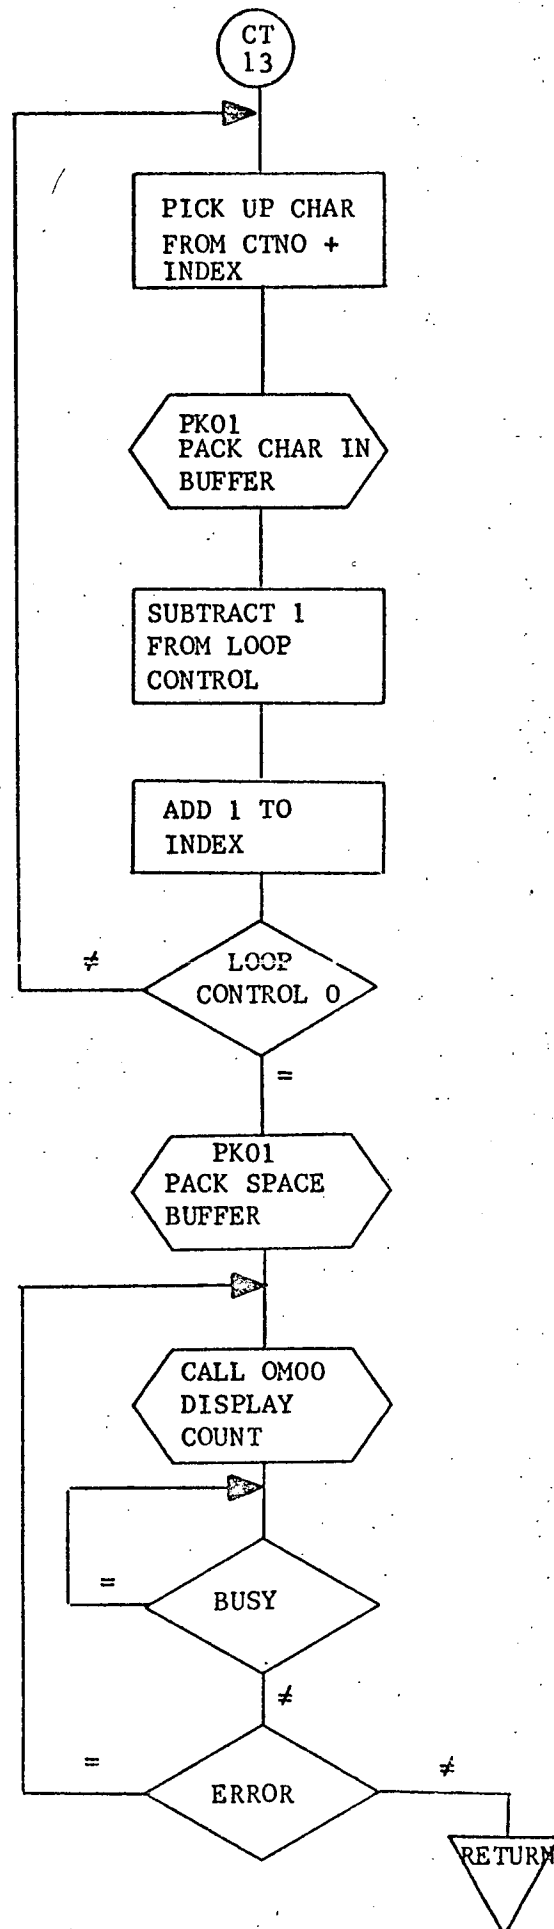 CT
13
PICK UP CHAR
FROM CTNO +
INDEX
PK01
PACK CHAR IN
BUFFER
SUBTRACT 1
FROM LOOP
CONTROL
ADD 1 TO
INDEX
≠
LOOP
CONTROL 0
=
PK01
PACK SPACE
BUFFER
CALL OM00
DISPLAY
COUNT
=
BUSY
≠
=
ERROR
≠
RETURN